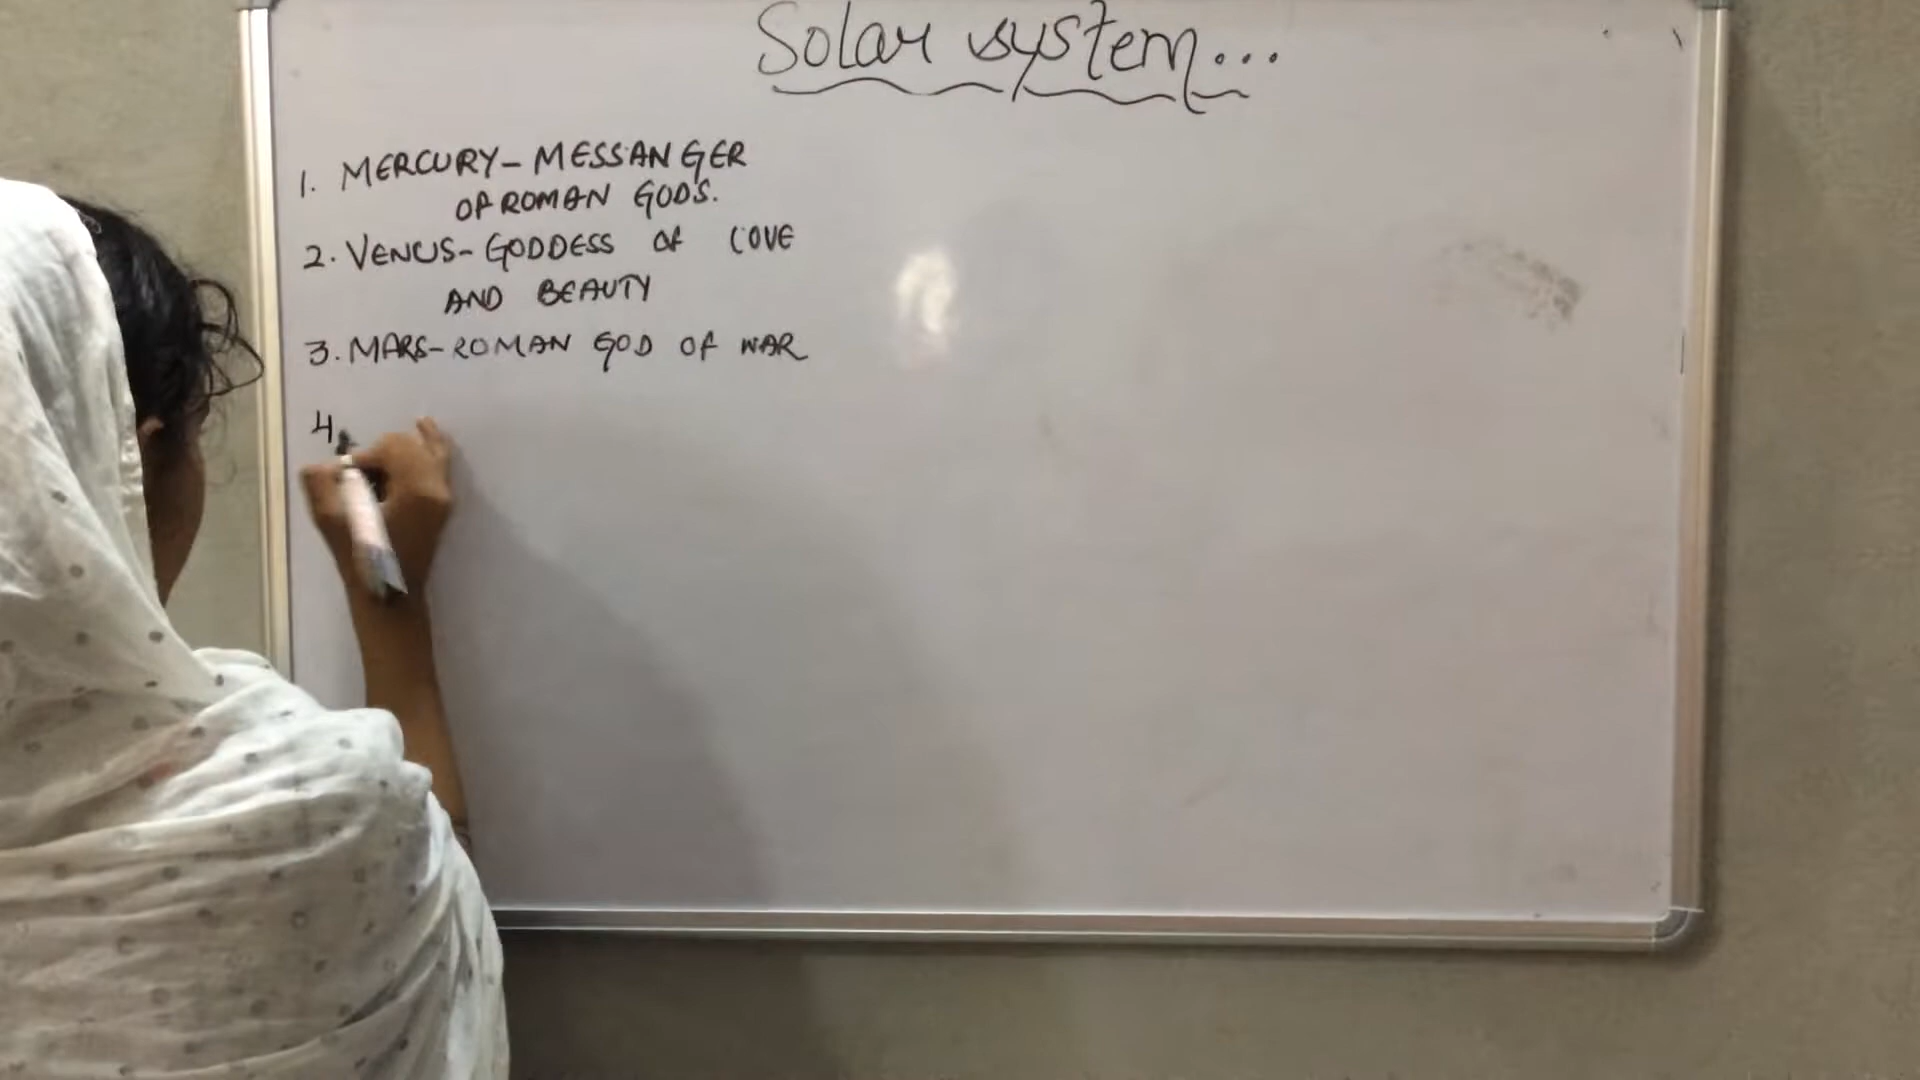 Solar system...
1. MERCURY - MESSANGER
OF ROMAN GODS.
2. VENUS - GODDESS OF LOVE
AND BEAUTY
3. MARS - ROMAN GOD OF WAR
4.